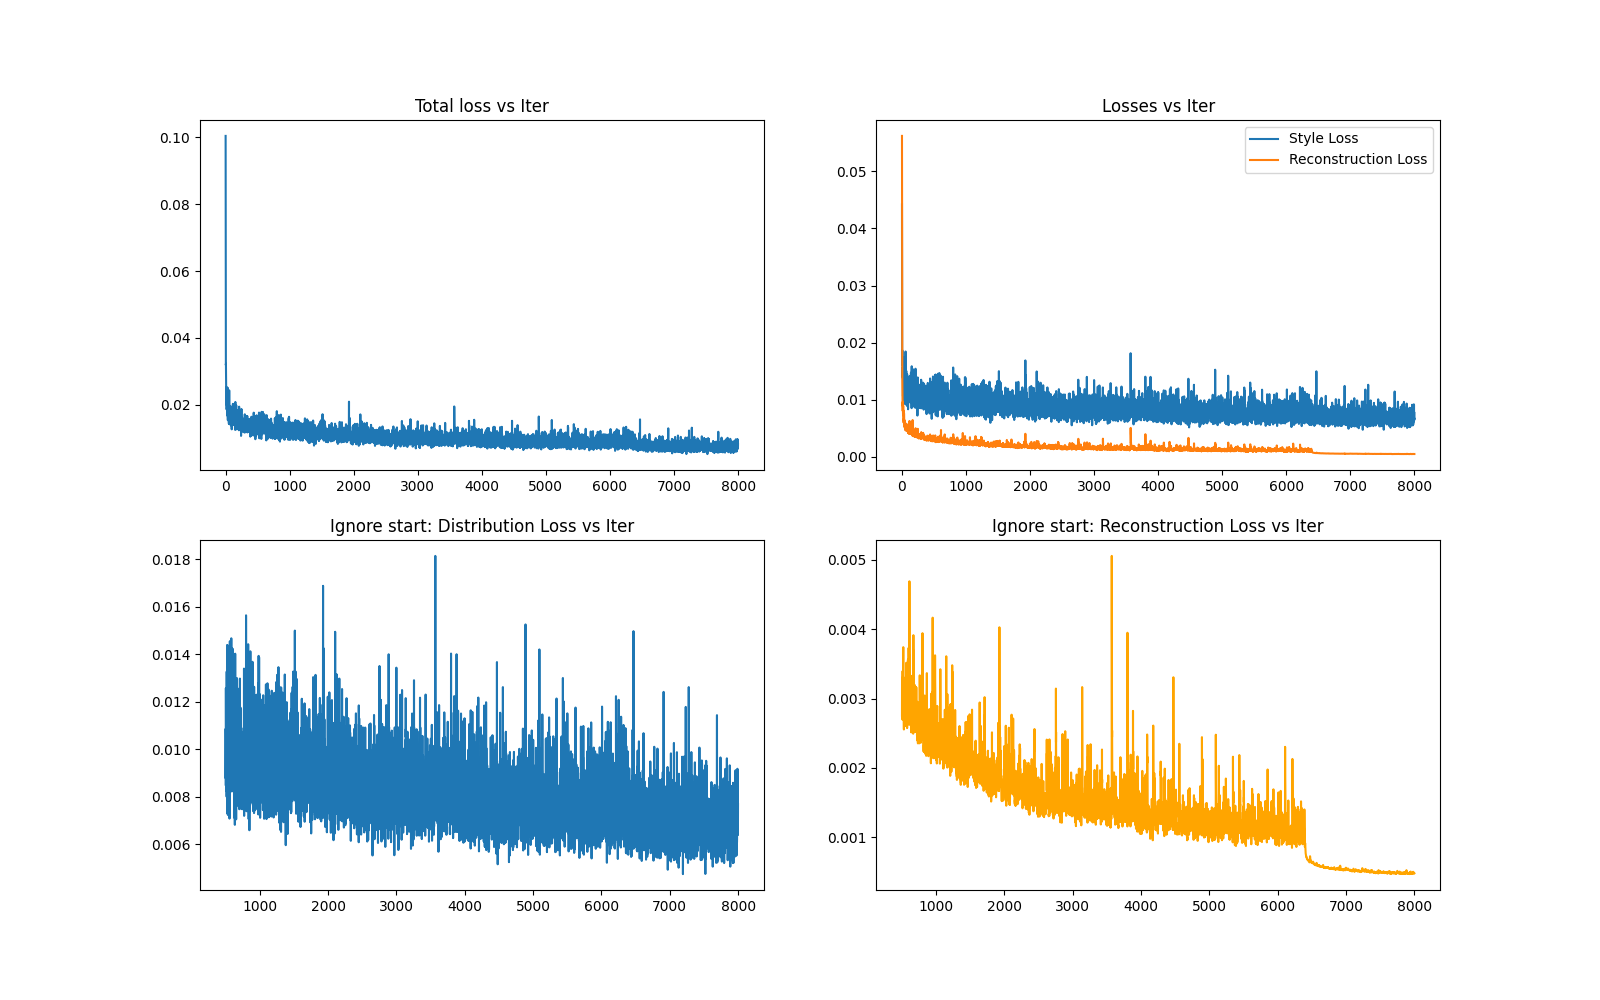 Total loss vs Iter
0.10
0.08
0.06
0.04
0.02
0 1000 2000 3000 4000 5000 6000 7000 8000
Losses vs Iter
Style Loss
Reconstruction Loss
0.05
0.04
0.03
0.02
0.01
0.00
0 1000 2000 3000 4000 5000 6000 7000 8000
Ignore start: Distribution Loss vs Iter
0.018
0.016
0.014
0.012
0.010
0.008
0.006
1000 2000 3000 4000 5000 6000 7000 8000
Ignore start: Reconstruction Loss vs Iter
0.005
0.004
0.003
0.002
0.001
1000 2000 3000 4000 5000 6000 7000 8000